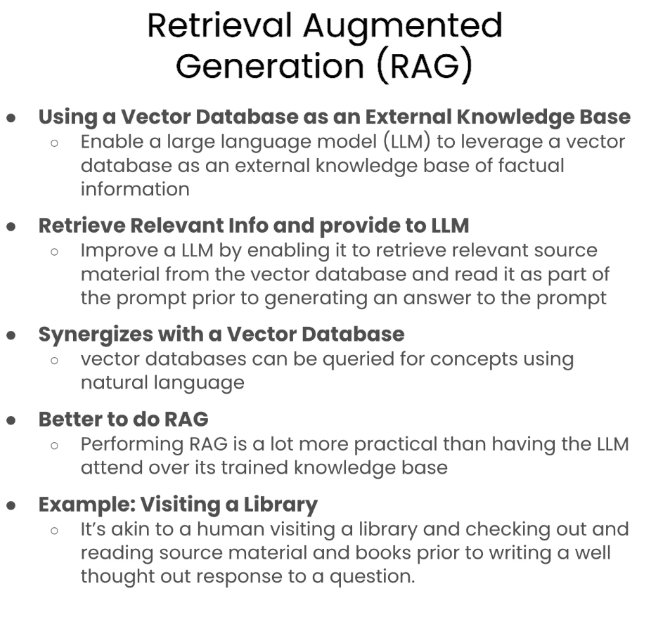 Retrieval Augmented
Generation (RAG)
● Using a Vector Database as an External Knowledge Base
○ Enable a large language model (LLM) to leverage a vector
database as an external knowledge base of factual
information
● Retrieve Relevant Info and provide to LLM
○ Improve a LLM by enabling it to retrieve relevant source
material from the vector database and read it as part of
the prompt prior to generating an answer to the prompt
● Synergizes with a Vector Database
○ vector databases can be queried for concepts using
natural language
● Better to do RAG
○ Performing RAG is a lot more practical than having the LLM
attend over its trained knowledge base
● Example: Visiting a Library
○ It’s akin to a human visiting a library and checking out and
reading source material and books prior to writing a well
thought out response to a question.